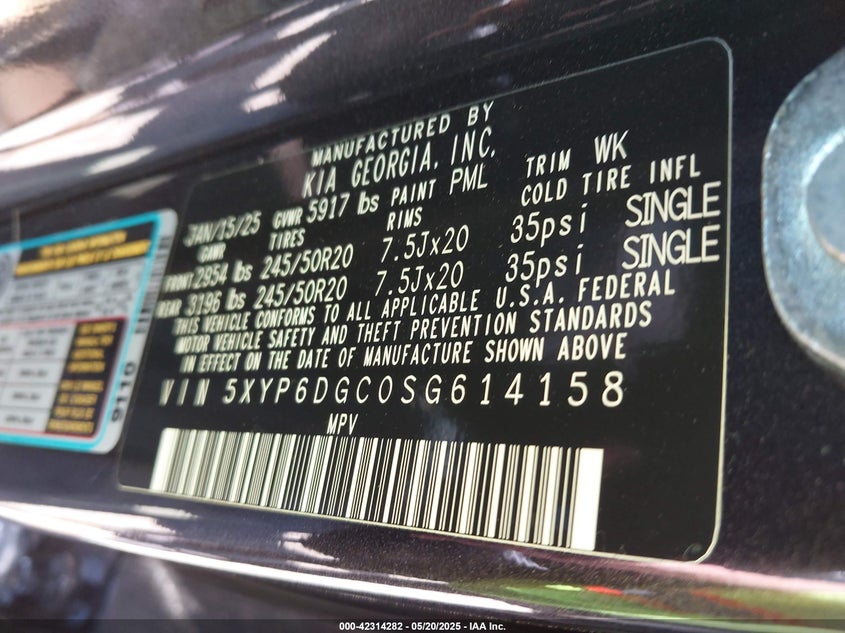 MANUFACTURED BY
KIA GEORGIA, INC.
JAN/15/25 GVWR 5917 lbs PAINT PML TRIM WK
GAWR TIRES RIMS COLD TIRE INFL
FRONT 2954 lbs 245/50R20 7.5Jx20 35psi SINGLE
REAR 3196 lbs 245/50R20 7.5Jx20 35psi SINGLE
THIS VEHICLE CONFORMS TO ALL APPLICABLE U.S.A. FEDERAL
MOTOR VEHICLE SAFETY AND THEFT PREVENTION STANDARDS
IN EFFECT ON THE DATE OF MANUFACTURE SHOWN ABOVE
VIN 5XYP6DGC0SG614158
MPV
9110
000-42314282 - 05/20/2025 - IAA Inc.